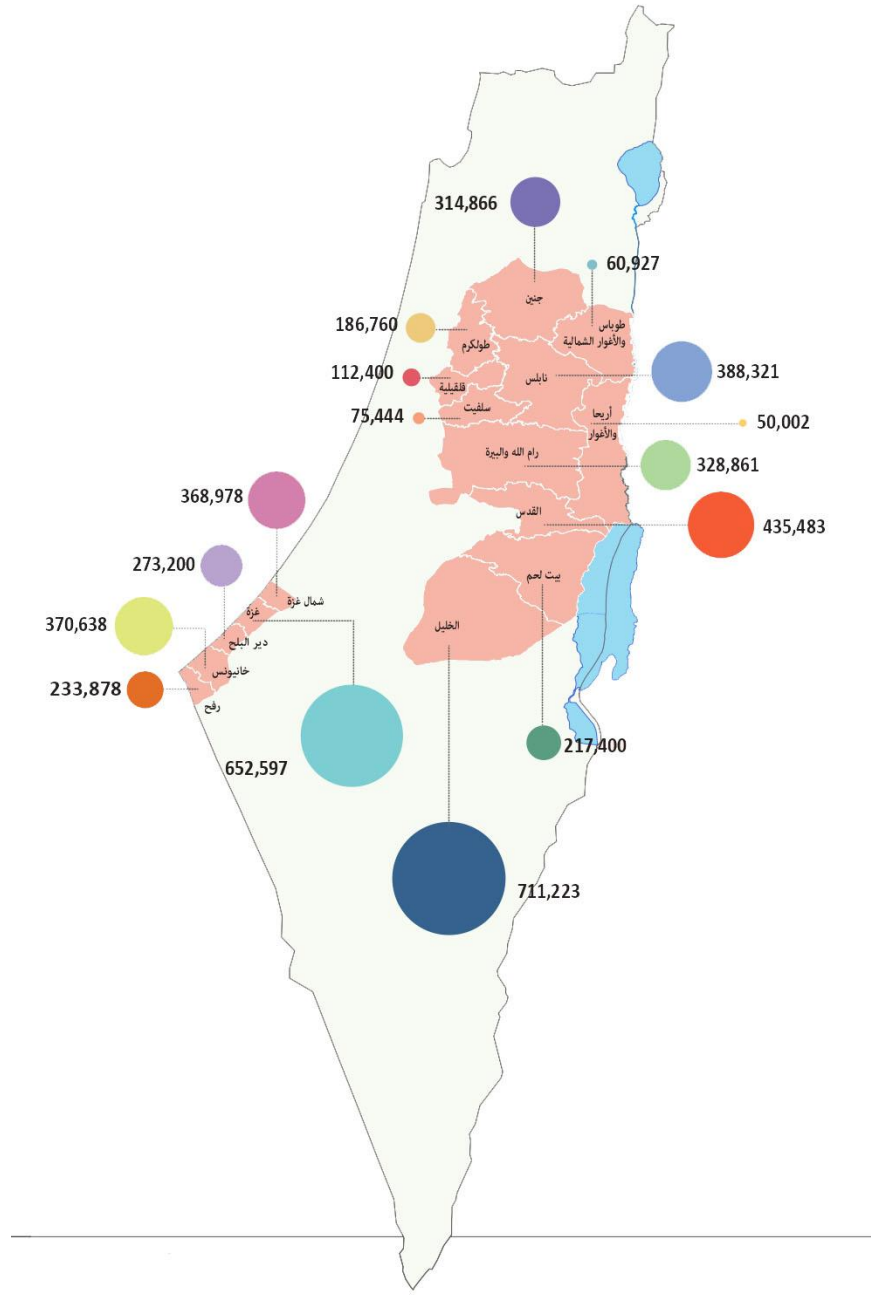 314,866
60,927
جنين
طوباس
والأغوار الشمالية
186,760
طولكرم
112,400
قلقيلية
نابلس
388,321
75,444
سلفيت
أريحا
والأغوار
50,002
رام الله والبيرة
328,861
368,978
القدس
435,483
273,200
شمال غزة
غزة
بيت لحم
370,638
دير البلح
الخليل
خانيونس
233,878
رفح
652,597
217,400
711,223